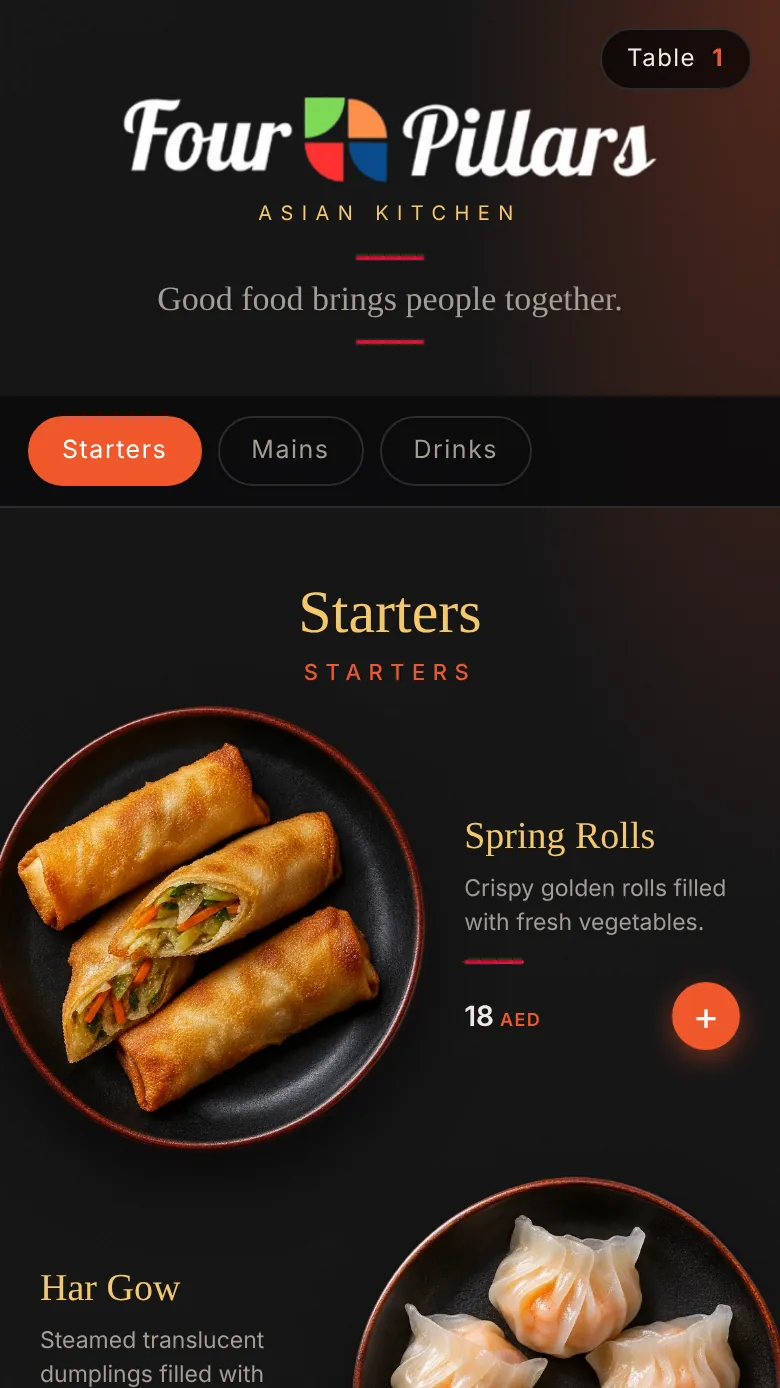 Table 1
Four Pillars
ASIAN KITCHEN
Good food brings people together.
Starters
Mains
Drinks
Starters
STARTERS
Spring Rolls
Crispy golden rolls filled
with fresh vegetables.
18 AED
+
Har Gow
Steamed translucent
dumplings filled with